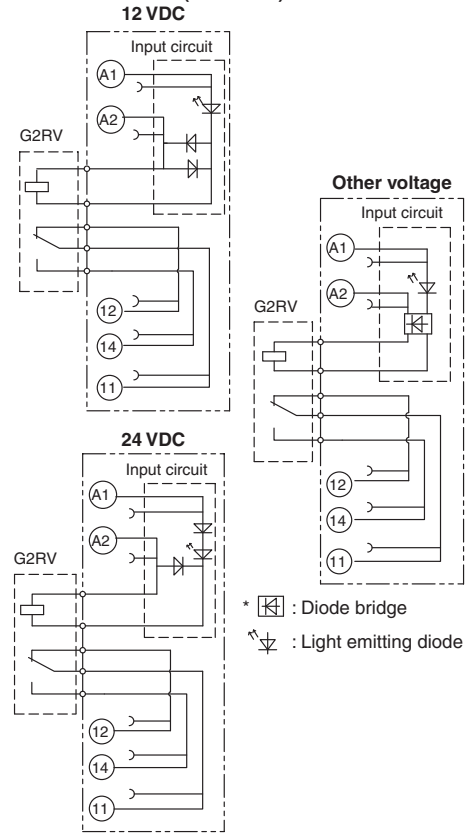 12 VDC
Input circuit
A1
A2
G2RV
12
14
11
Other voltage
Input circuit
A1
A2
G2RV
12
14
11
24 VDC
Input circuit
A1
A2
G2RV
12
14
11
* : Diode bridge
: Light emitting diode